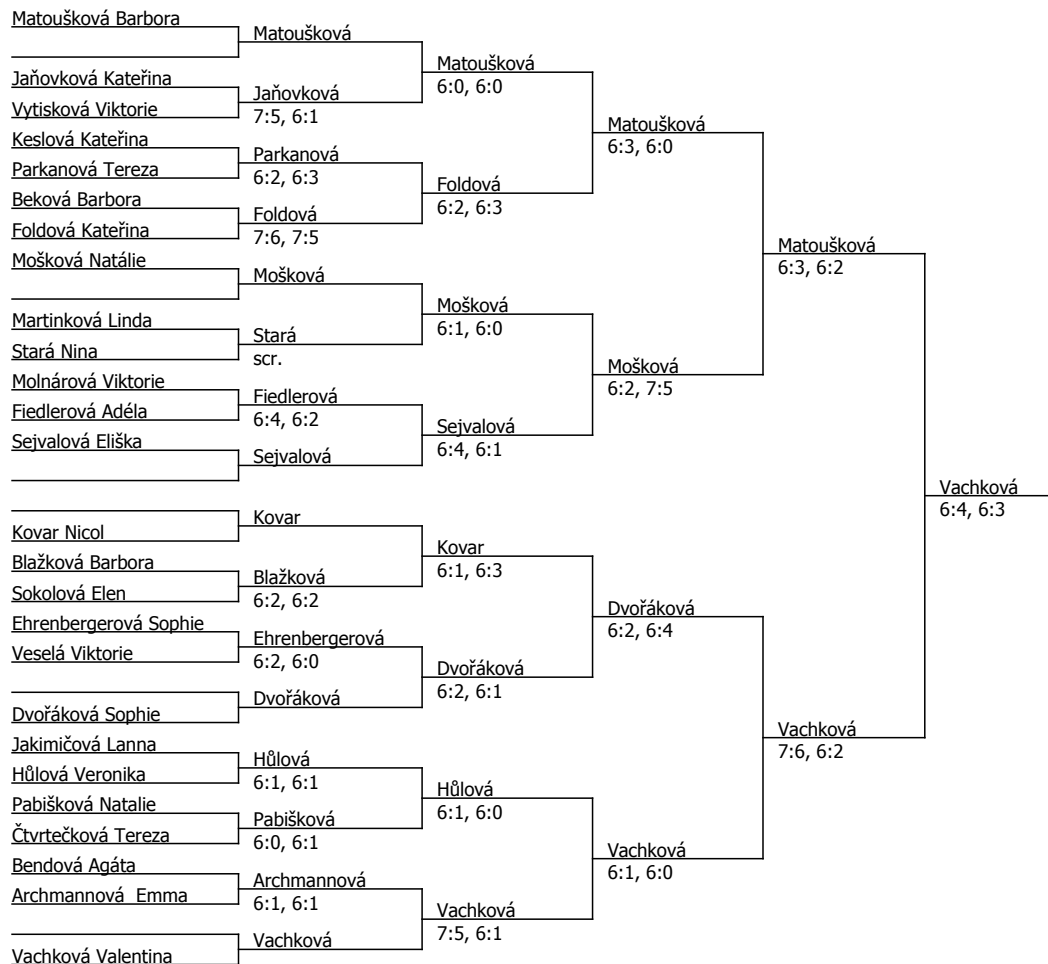 Matoušková Barbora
Jaňovková Kateřina
Vytisková Viktorie
Keslová Kateřina
Parkanová Tereza
Beková Barbora
Foldová Kateřina
Mošková Natálie
Martinková Linda
Stará Nina
Molnárová Viktorie
Fiedlerová Adéla
Sejvalová Eliška
Kovar Nicol
Blažková Barbora
Sokolová Elen
Ehrenbergerová Sophie
Veselá Viktorie
Dvořáková Sophie
Jakimičová Lanna
Hůlová Veronika
Pabišková Natalie
Čtvrtečková Tereza
Bendová Agáta
Archmannová  Emma
Vachková Valentina
Matoušková
Jaňovková
7:5, 6:1
Parkanová
6:2, 6:3
Foldová
7:6, 7:5
Mošková
Stará
scr.
Fiedlerová
6:4, 6:2
Sejvalová
Kovar
Blažková
6:2, 6:2
Ehrenbergerová
6:2, 6:0
Dvořáková
Hůlová
6:1, 6:1
Pabišková
6:0, 6:1
Archmannová
6:1, 6:1
Vachková
Matoušková
6:0, 6:0
Foldová
6:2, 6:3
Mošková
6:1, 6:0
Sejvalová
6:4, 6:1
Kovar
6:1, 6:3
Dvořáková
6:2, 6:1
Hůlová
6:1, 6:0
Vachková
7:5, 6:1
Matoušková
6:3, 6:0
Mošková
6:2, 7:5
Dvořáková
6:2, 6:4
Vachková
6:1, 6:0
Matoušková
6:3, 6:2
Vachková
7:6, 6:2
Vachková
6:4, 6:3